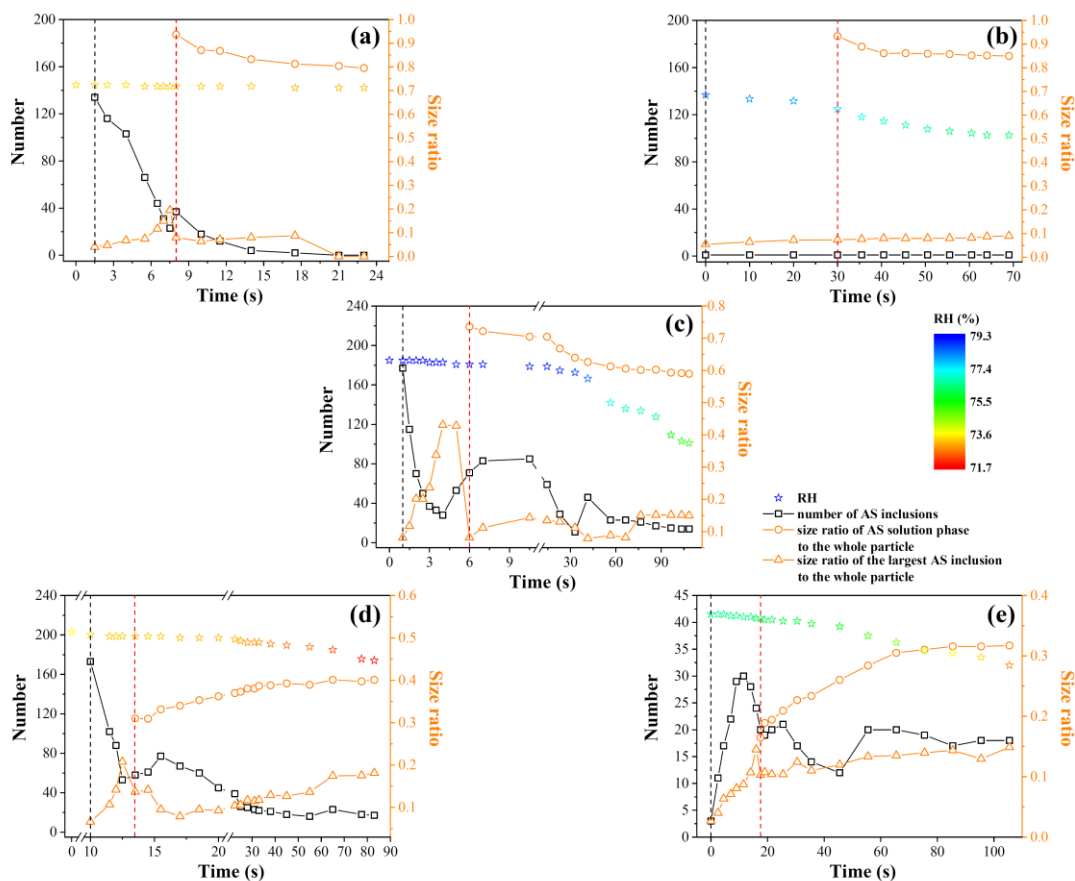 (a)
Number
200
160
120
80
40
0
1.0
0.9
0.8
0.7
0.6
0.5
0.4
0.3
0.2
0.1
0.0
Size ratio
0 3 6 9 12 15 18 21 24
Time (s)
(b)
Number
200
160
120
80
40
0
1.0
0.9
0.8
0.7
0.6
0.5
0.4
0.3
0.2
0.1
0.0
Size ratio
0 10 20 30 40 50 60 70
Time (s)
(c)
Number
240
200
160
120
80
40
0
0.8
0.7
0.6
0.5
0.4
0.3
0.2
0.1
Size ratio
0 3 6 9 30 60 90
Time (s)
RH (%)
79.3
77.4
75.5
73.6
71.7
RH
number of AS inclusions
size ratio of AS solution phase
to the whole particle
size ratio of the largest AS inclusion
to the whole particle
(d)
Number
240
200
160
120
80
40
0
0.6
0.5
0.4
0.3
0.2
0.1
Size ratio
0 10 15 20 30 40 50 60 70 80 90
Time (s)
(e)
Number
45
40
35
30
25
20
15
10
5
0
0.4
0.3
0.2
0.1
0.0
Size ratio
0 20 40 60 80 100
Time (s)